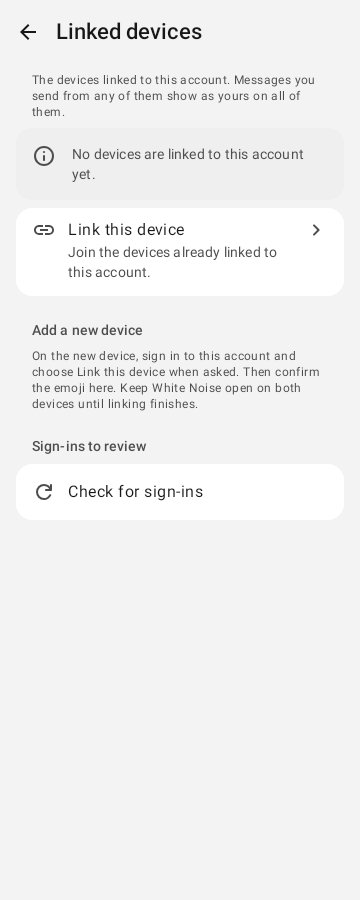 Linked devices
The devices linked to this account. Messages you
send from any of them show as yours on all of
them.
No devices are linked to this account
yet.
Link this device
Join the devices already linked to
this account.
Add a new device
On the new device, sign in to this account and
choose Link this device when asked. Then confirm
the emoji here. Keep White Noise open on both
devices until linking finishes.
Sign-ins to review
Check for sign-ins